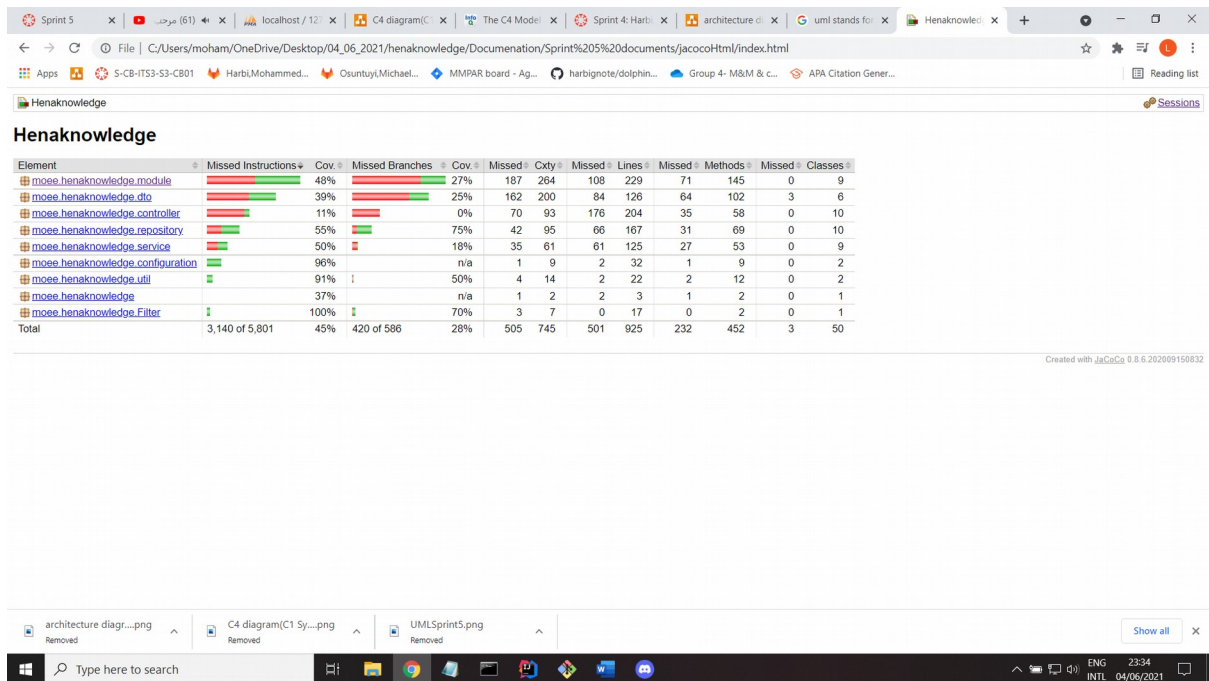 Sprint 5
(61) مرحـ...
localhost / 127
C4 diagram(C
The C4 Model
Sprint 4: Harbi
architecture di
uml stands for
Henaknowled
File | C:/Users/moham/OneDrive/Desktop/04_06_2021/henaknowledge/Documenation/Sprint%205%20documents/jacocoHtml/index.html
L
Apps
S-CB-ITS3-S3-CB01
Harbi,Mohammed...
Osuntuyi,Michael...
MMPAR board - Ag...
harbignote/dolphin...
Group 4- M&M & c...
APA Citation Gener...
Reading list
Henaknowledge
Sessions
Henaknowledge
Element Missed Instructions Cov. Missed Branches Cov. Missed Cxty Missed Lines Missed Methods Missed Classes
moee.henaknowledge.module 48% 27% 187 264 108 229 71 145 0 9
moee.henaknowledge.dto 39% 25% 162 200 84 126 64 102 3 6
moee.henaknowledge.controller 11% 0% 70 93 176 204 35 58 0 10
moee.henaknowledge.repository 55% 75% 42 95 66 167 31 69 0 10
moee.henaknowledge.service 50% 18% 35 61 61 125 27 53 0 9
moee.henaknowledge.configuration 96% n/a 1 9 2 32 1 9 0 2
moee.henaknowledge.util 91% 50% 4 14 2 22 2 12 0 2
moee.henaknowledge 37% n/a 1 2 2 3 1 2 0 1
moee.henaknowledge.Filter 100% 70% 3 7 0 17 0 2 0 1
Total 3,140 of 5,801 45% 420 of 586 28% 505 745 501 925 232 452 3 50
Created with JaCoCo 0.8.6.202009150832
architecture diagr....png
Removed
C4 diagram(C1 Sy....png
Removed
UMLSprint5.png
Removed
Show all
Type here to search
ENG
INTL
23:34
04/06/2021